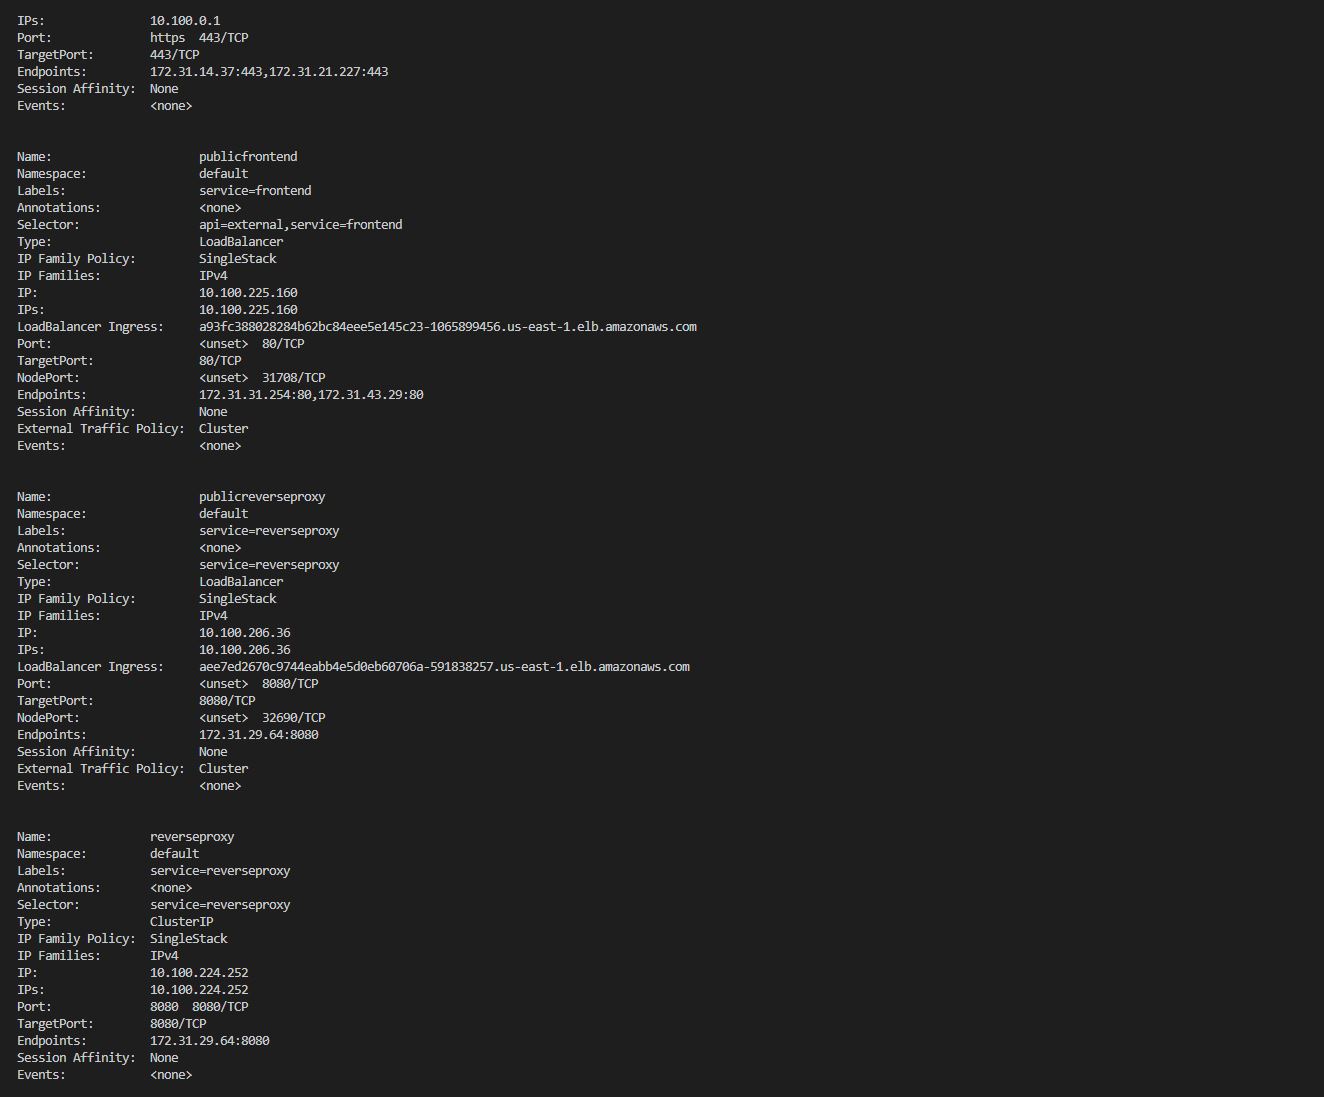 IPs: 10.100.0.1
Port: https 443/TCP
TargetPort: 443/TCP
Endpoints: 172.31.14.37:443,172.31.21.227:443
Session Affinity: None
Events: <none>
Name: publicfrontend
Namespace: default
Labels: service=frontend
Annotations: <none>
Selector: api=external,service=frontend
Type: LoadBalancer
IP Family Policy: SingleStack
IP Families: IPv4
IP: 10.100.225.160
IPs: 10.100.225.160
LoadBalancer Ingress: a93fc388028284b62bc84eee5e145c23-1065899456.us-east-1.elb.amazonaws.com
Port: <unset> 80/TCP
TargetPort: 80/TCP
NodePort: <unset> 31708/TCP
Endpoints: 172.31.31.254:80,172.31.43.29:80
Session Affinity: None
External Traffic Policy: Cluster
Events: <none>
Name: publicreverseproxy
Namespace: default
Labels: service=reverseproxy
Annotations: <none>
Selector: service=reverseproxy
Type: LoadBalancer
IP Family Policy: SingleStack
IP Families: IPv4
IP: 10.100.206.36
IPs: 10.100.206.36
LoadBalancer Ingress: aee7ed2670c9744eabb4e5d0eb60706a-591838257.us-east-1.elb.amazonaws.com
Port: <unset> 8080/TCP
TargetPort: 8080/TCP
NodePort: <unset> 32690/TCP
Endpoints: 172.31.29.64:8080
Session Affinity: None
External Traffic Policy: Cluster
Events: <none>
Name: reverseproxy
Namespace: default
Labels: service=reverseproxy
Annotations: <none>
Selector: service=reverseproxy
Type: ClusterIP
IP Family Policy: SingleStack
IP Families: IPv4
IP: 10.100.224.252
IPs: 10.100.224.252
Port: 8080 8080/TCP
TargetPort: 8080/TCP
Endpoints: 172.31.29.64:8080
Session Affinity: None
Events: <none>